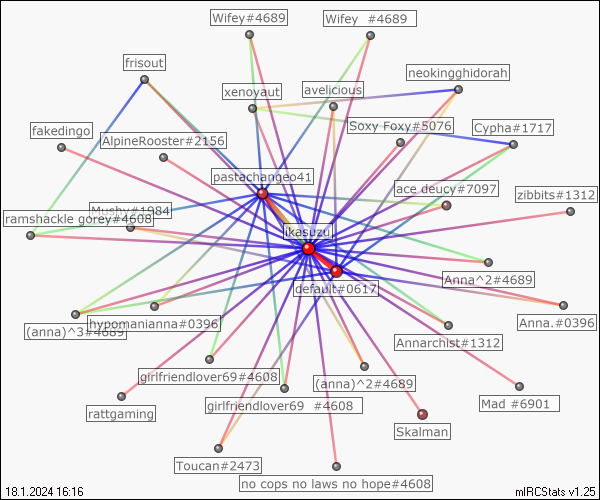 Wifey#4689
Wifey  #4689
frisout
neokingghidorah
xenoyaut
avelicious
fakedingo
AlpineRooster#2156
Soxy Foxy#5076
Cypha#1717
pastachangeo41
ace deucy#7097
zibbits#1312
Mushy#1984
ramshackle gorey#4608
ikasuzu
default#0617
Anna^2#4689
(anna)^3#4689
hypomanianna#0396
Anna.#0396
Annarchist#1312
girlfriendlover69#4608
(anna)^2#4689
rattgaming
girlfriendlover69  #4608
Mad #6901
Skalman
Toucan#2473
no cops no laws no hope#4608
18.1.2024 16:16
mIRCStats v1.25